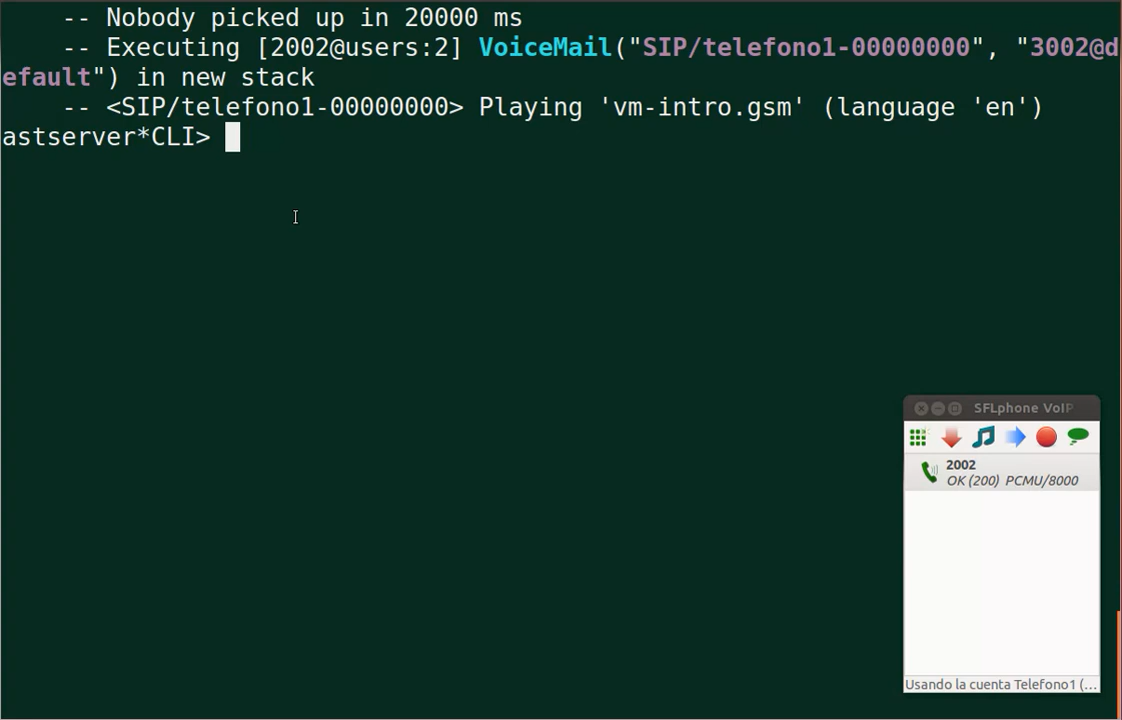 -- Nobody picked up in 20000 ms
-- Executing [2002@users:2] VoiceMail("SIP/telefono1-00000000", "3002@d
efault") in new stack
-- <SIP/telefono1-00000000> Playing 'vm-intro.gsm' (language 'en')
astserver*CLI>
SFLphone VoIP
2002
OK (200) PCMU/8000
Usando la cuenta Telefono1 (...